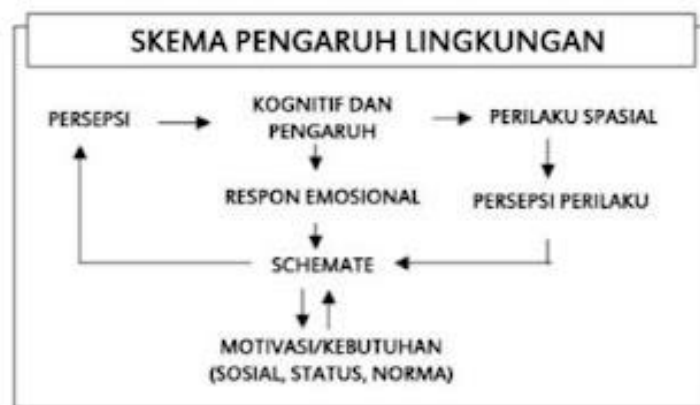 SKEMA PENGARUH LINGKUNGAN
PERSEPSI
KOGNITIF DAN
PENGARUH
PERILAKU SPASIAL
RESPON EMOSIONAL
PERSEPSI PERILAKU
SCHEMATE
MOTIVASI/KEBUTUHAN
(SOSIAL, STATUS, NORMA)